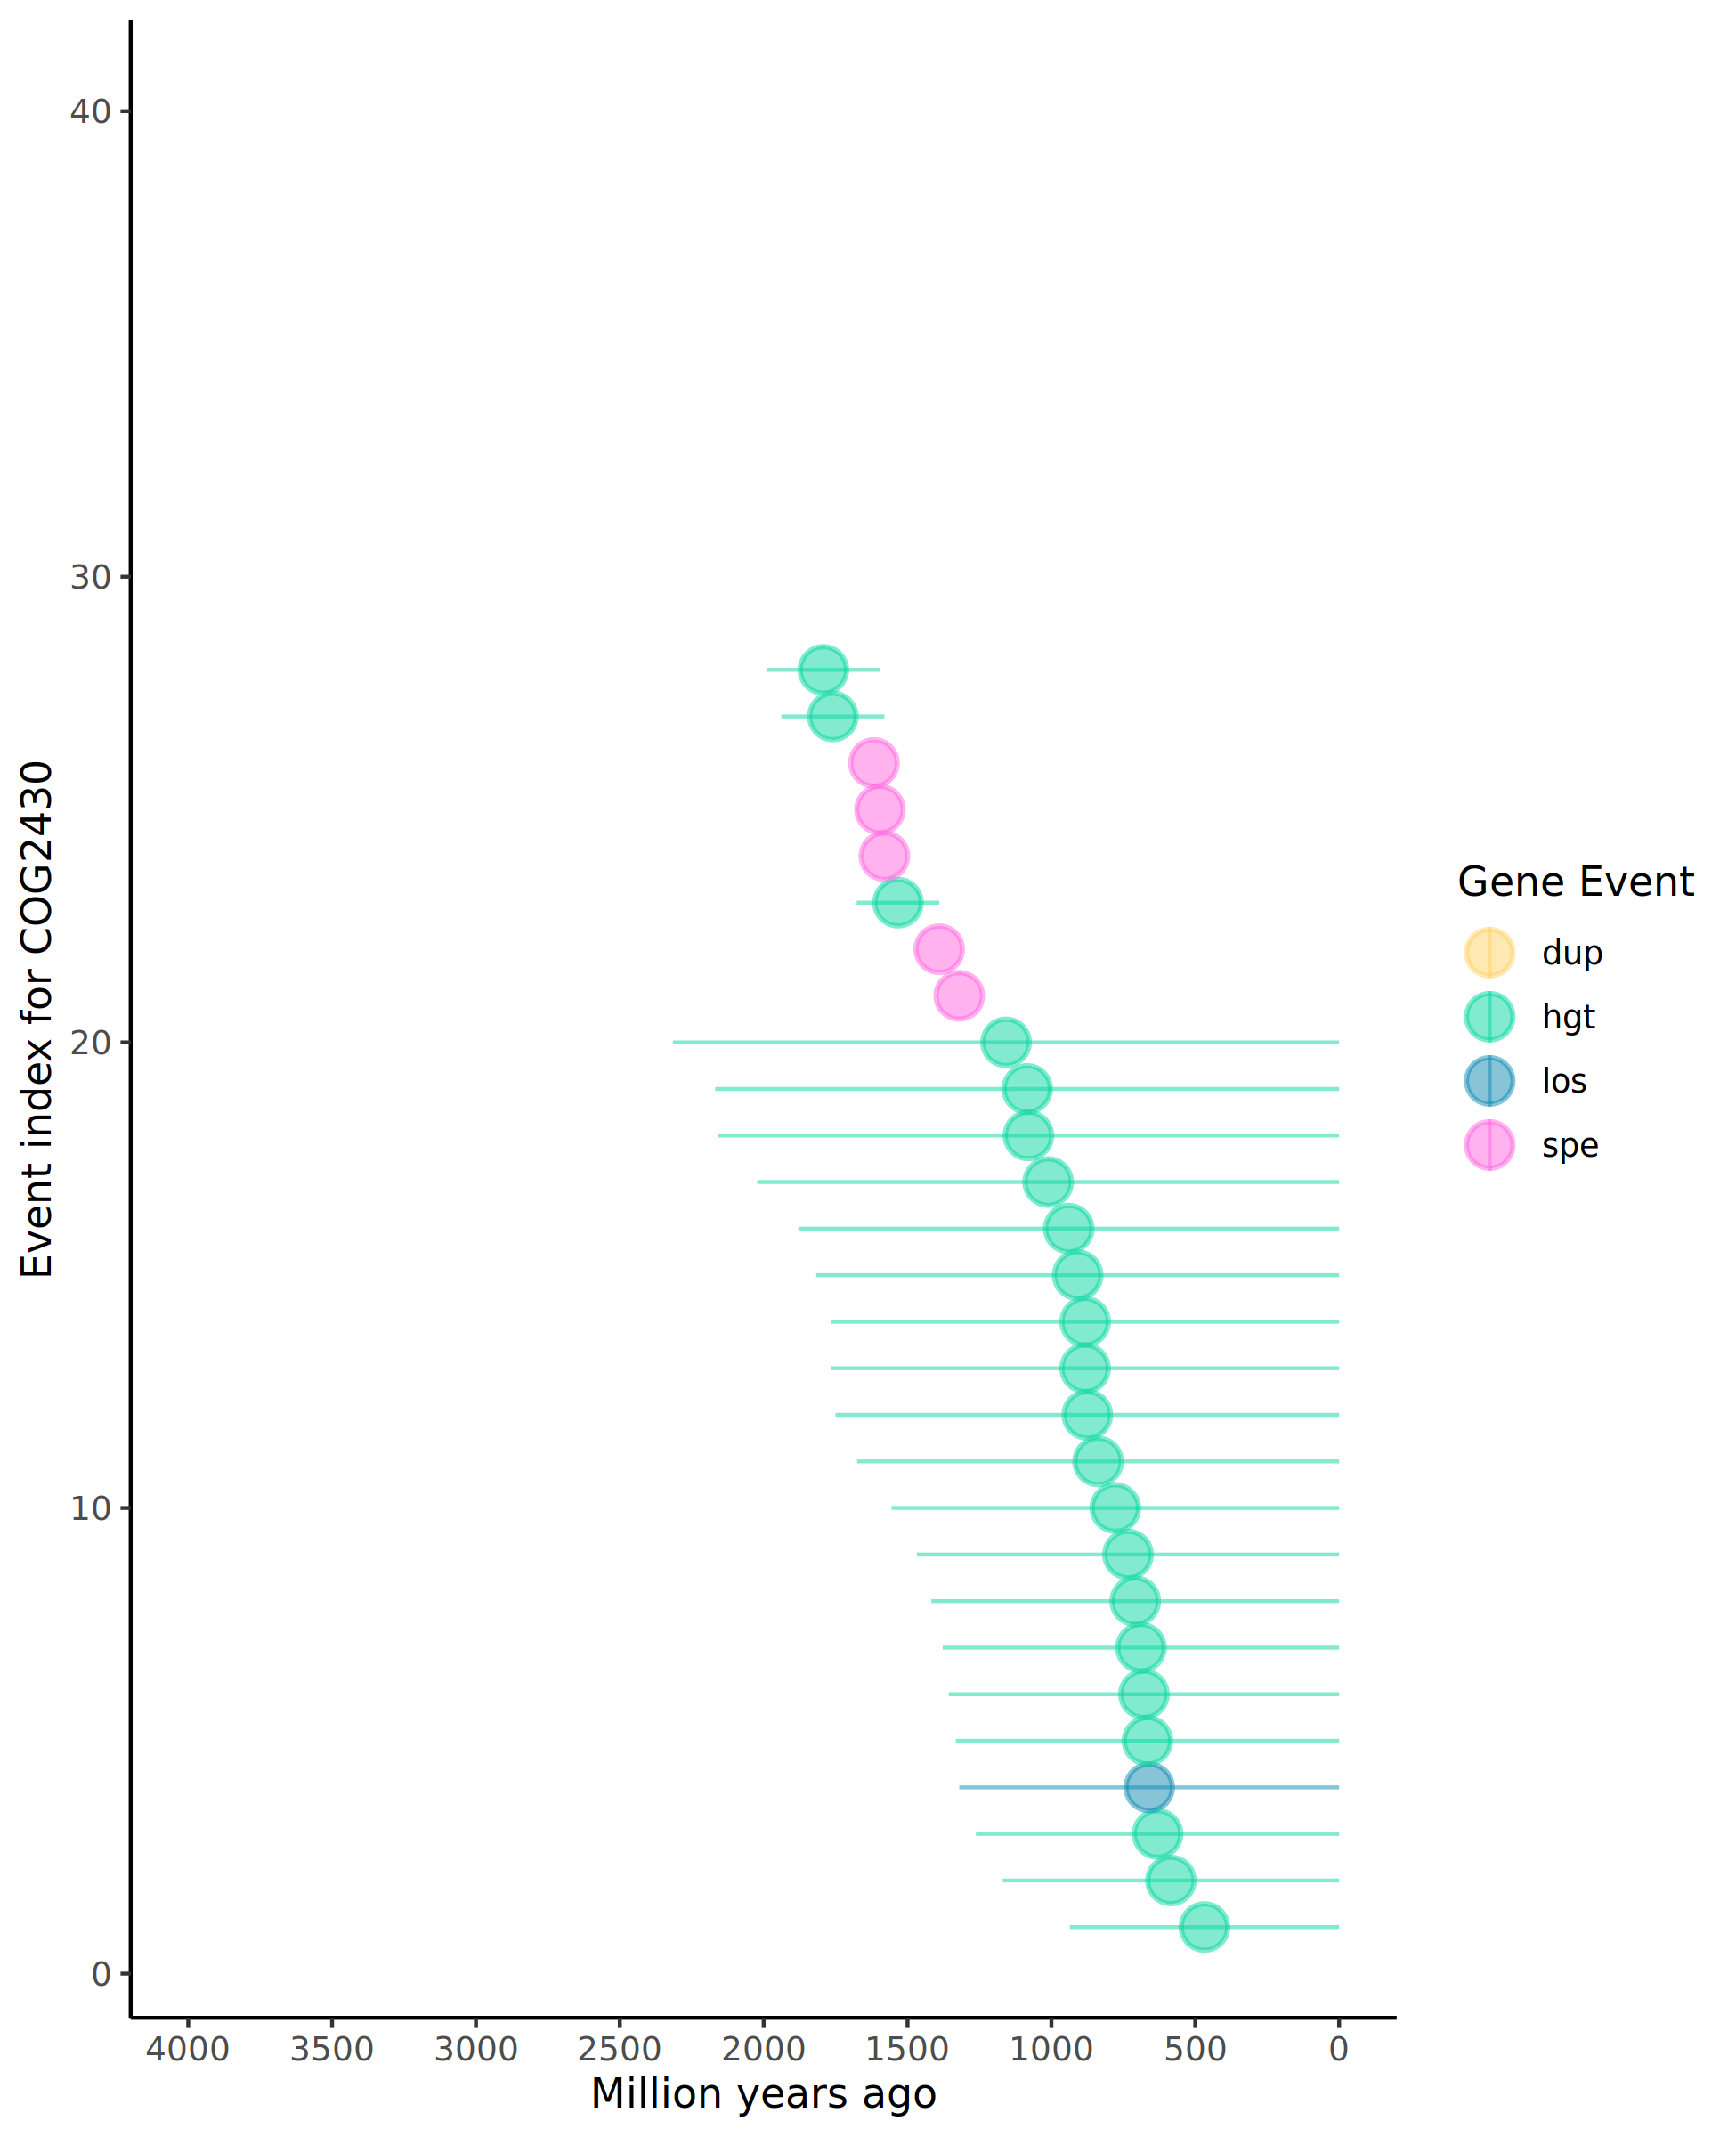 40
30
20
10
0
Event index for COG2430
4000 3500 3000 2500 2000 1500 1000 500 0
Million years ago
Gene Event
dup
hgt
los
spe